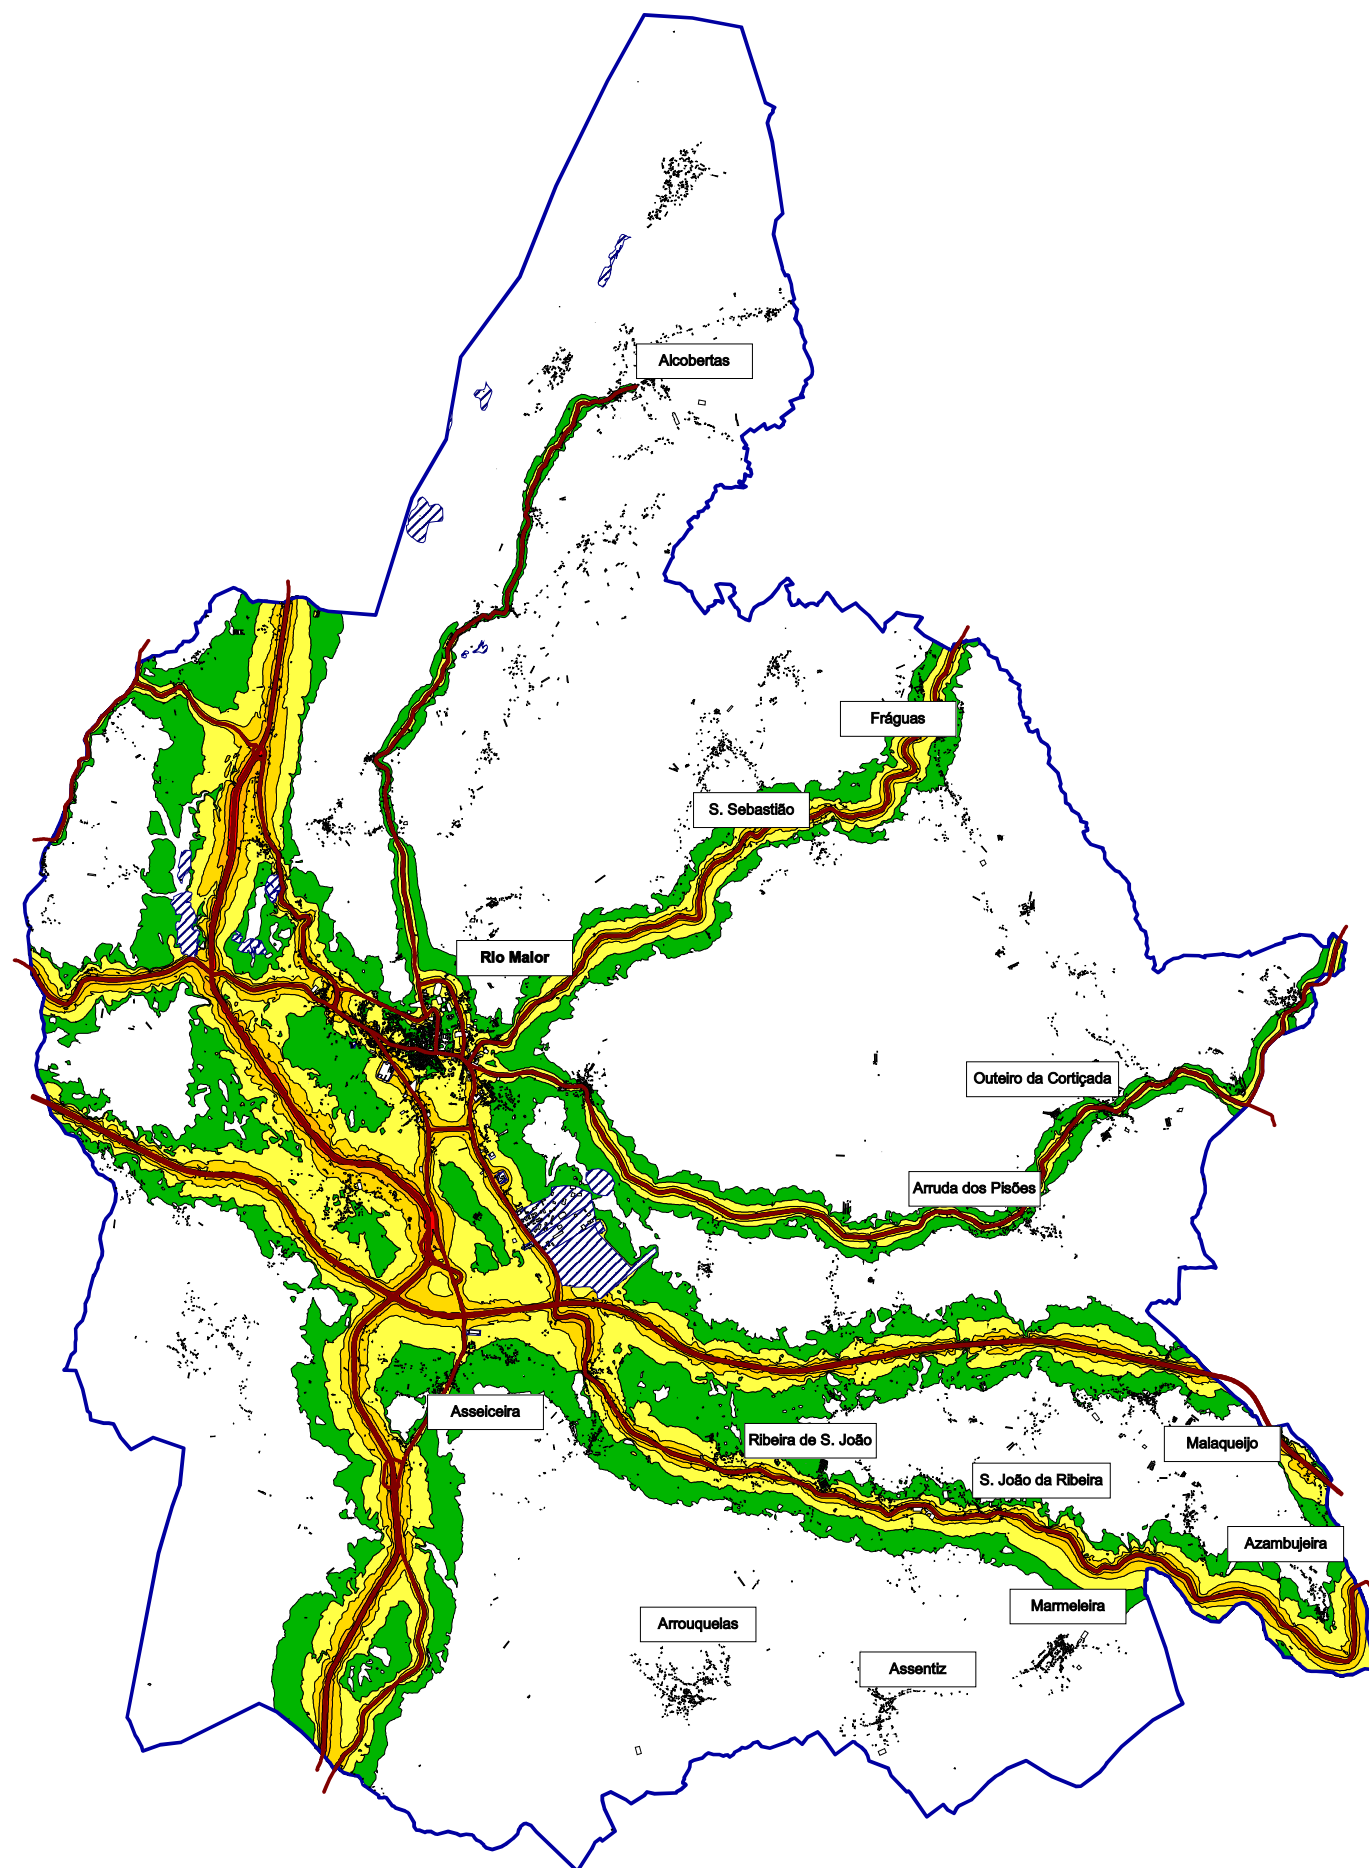 Alcobertas
Fráguas
S. Sebastião
Rio Maior
Outeiro da Cortiçada
Arruda dos Pisões
Asseiceira
Ribeira de S. João
Malaqueijo
S. João da Ribeira
Azambujeira
Marmeleira
Arrouquelas
Assentiz